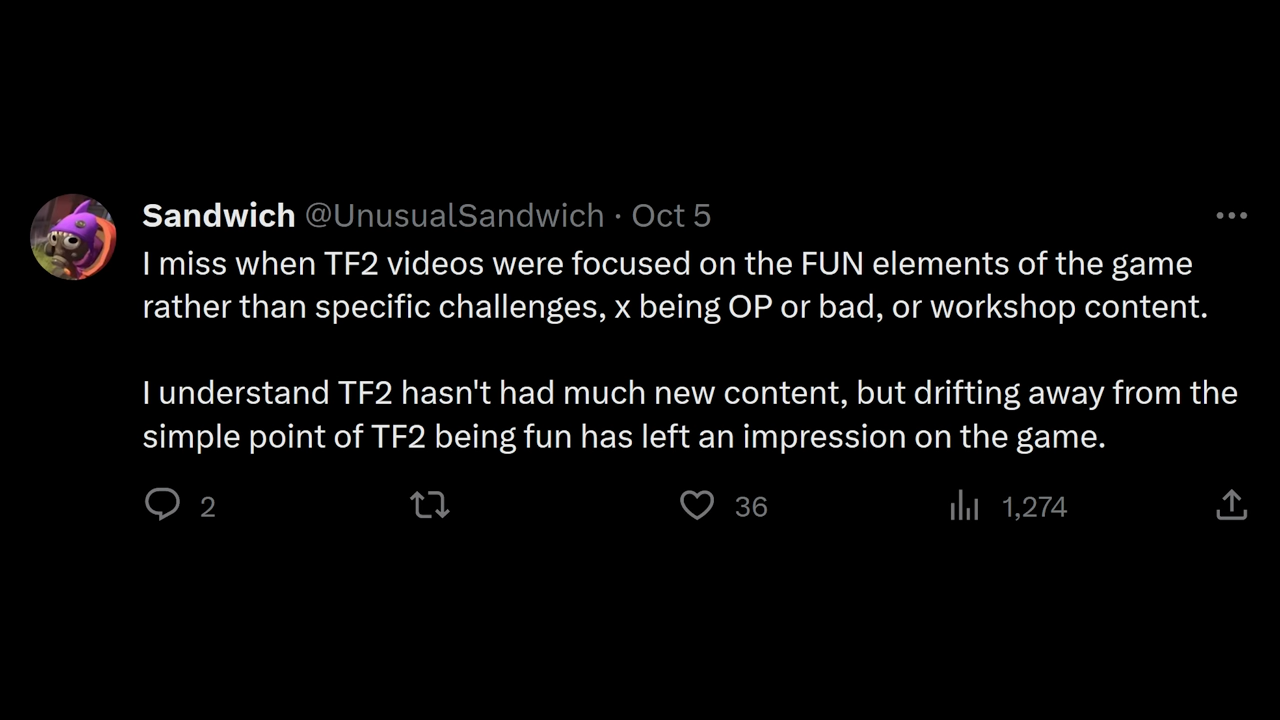 Sandwich @UnusualSandwich · Oct 5
I miss when TF2 videos were focused on the FUN elements of the game
rather than specific challenges, x being OP or bad, or workshop content.
I understand TF2 hasn't had much new content, but drifting away from the
simple point of TF2 being fun has left an impression on the game.
2 36 1,274